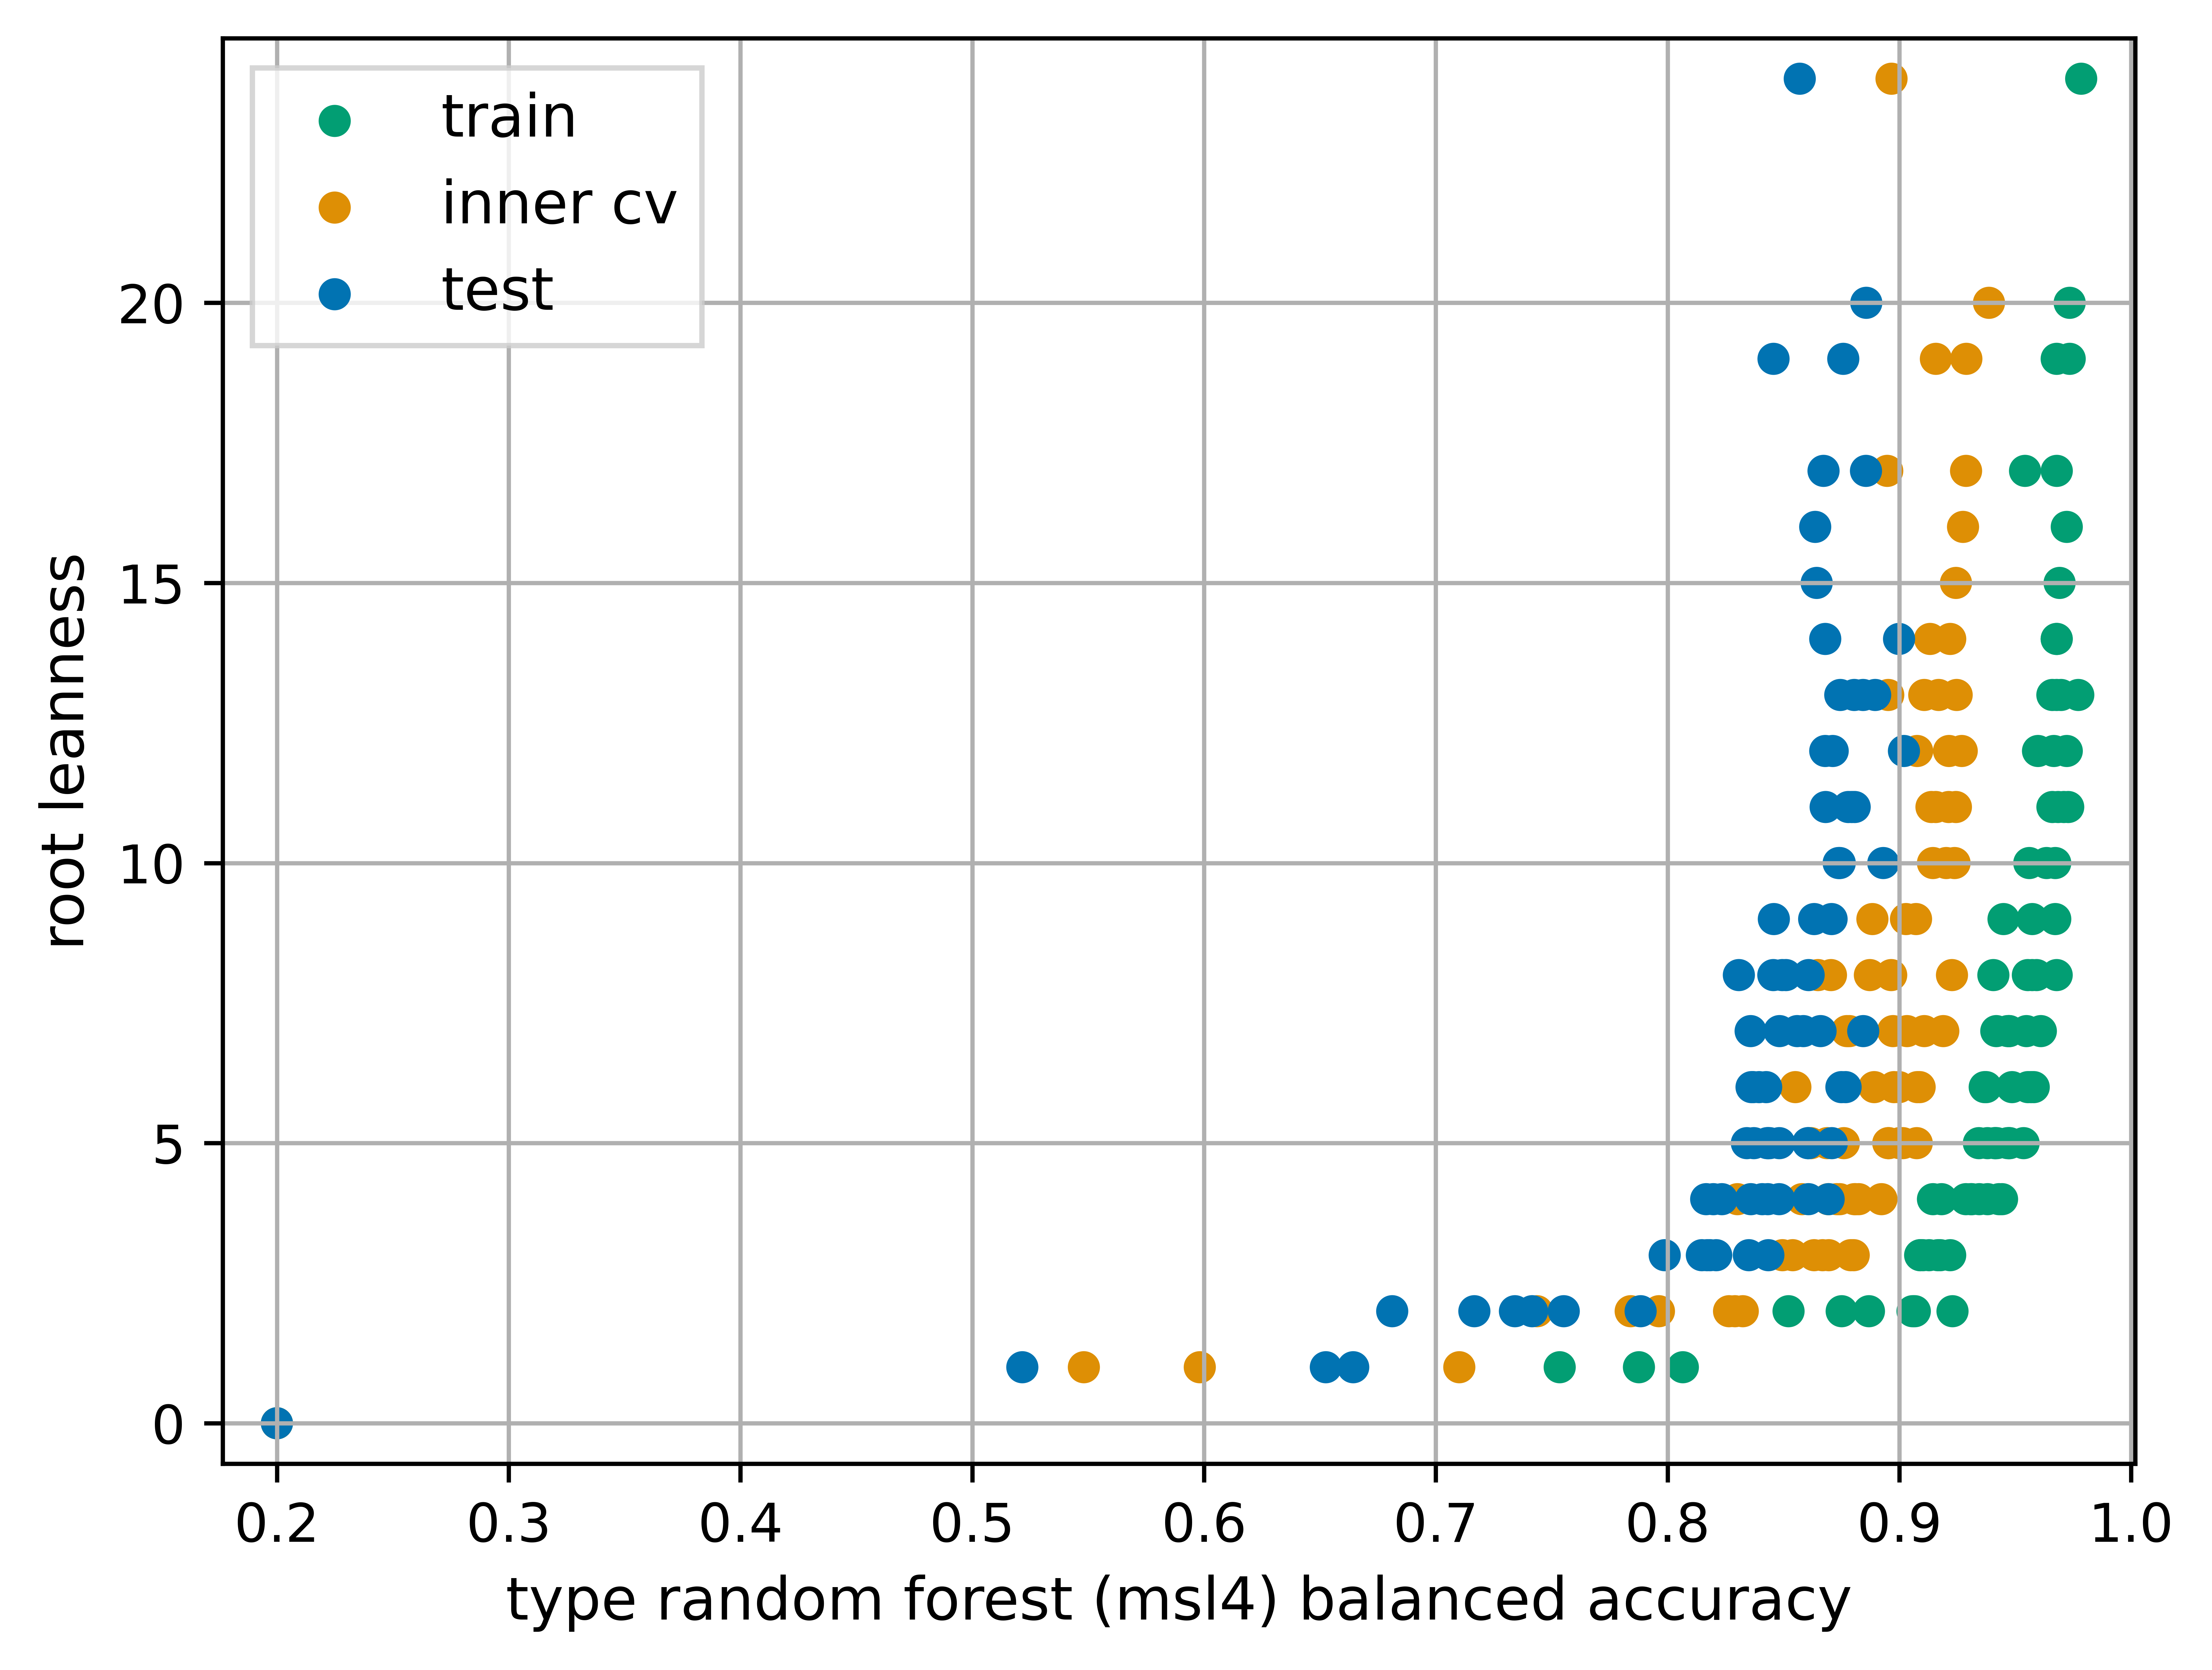 train
inner cv
test
root leanness
20
15
10
5
0
0.2 0.3 0.4 0.5 0.6 0.7 0.8 0.9 1.0
type random forest (msl4) balanced accuracy